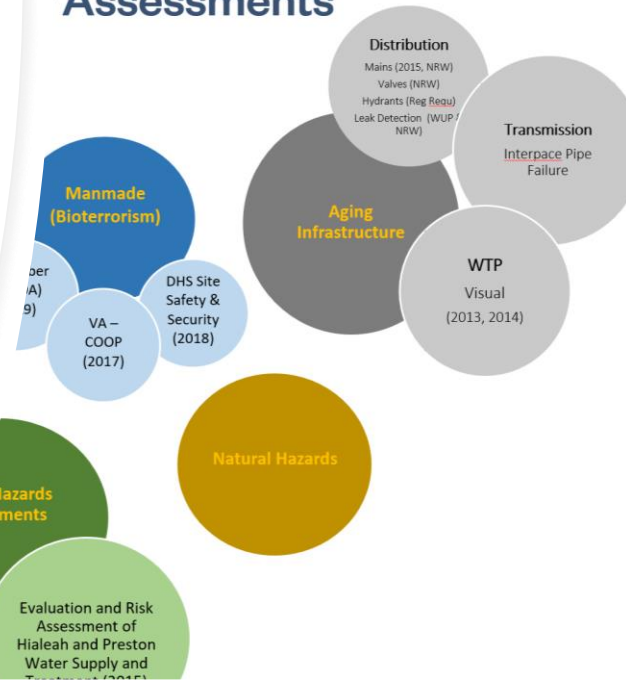 Assessments
Distribution
Mains (2015, NRW)
Valves (NRW)
Hydrants (Reg Requ)
Leak Detection (WUP
NRW)
Transmission
Interpace Pipe
Failure
Manmade
(Bioterrorism)
Aging
Infrastructure
WTP
Visual
(2013, 2014)
DHS Site
Safety &
Security
(2018)
VA –
COOP
(2017)
Natural Hazards
Evaluation and Risk
Assessment of
Hialeah and Preston
Water Supply and
Treatment (2015)